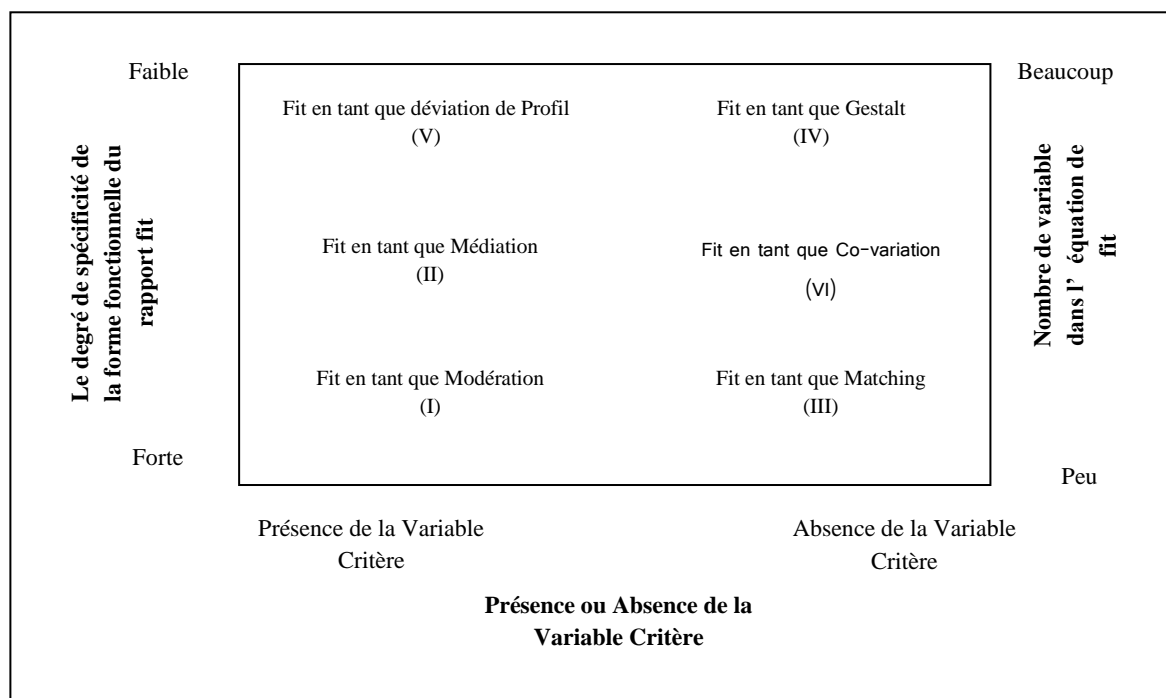 Faible
Beaucoup
Fit en tant que déviation de Profil
(V)
Fit en tant que Gestalt
(IV)
Le degré de spécificité de
la forme fonctionnelle du
rapport fit
Fit en tant que Médiation
(II)
Fit en tant que Co-variation
(VI)
Nombre de variable
dans l’ équation de
fit
Fit en tant que Modération
(I)
Fit en tant que Matching
(III)
Forte
Peu
Présence de la Variable
Critère
Absence de la Variable
Critère
Présence ou Absence de la
Variable Critère